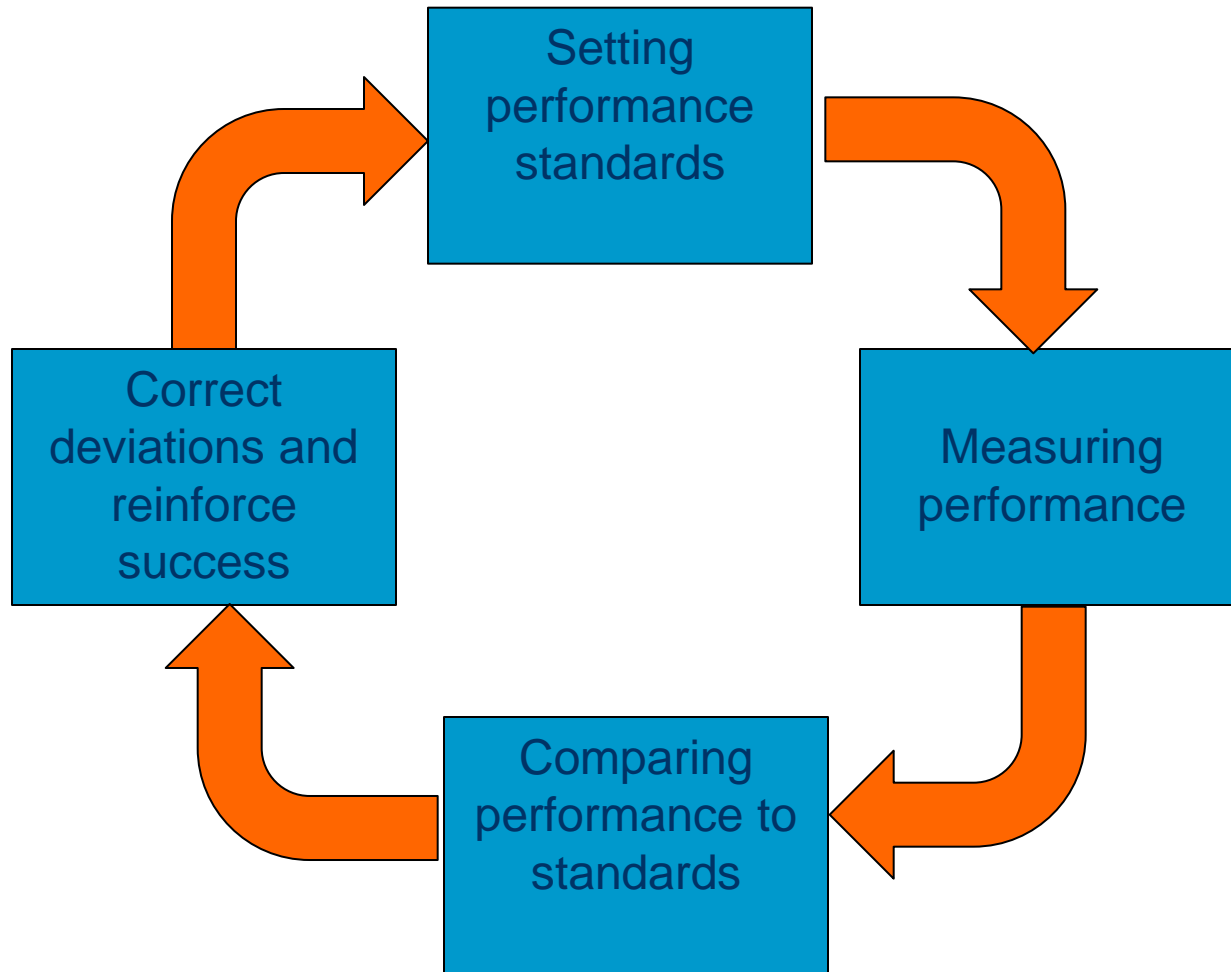 Setting
performance
standards
Measuring
performance
Comparing
performance to
standards
Correct
deviations and
reinforce
success